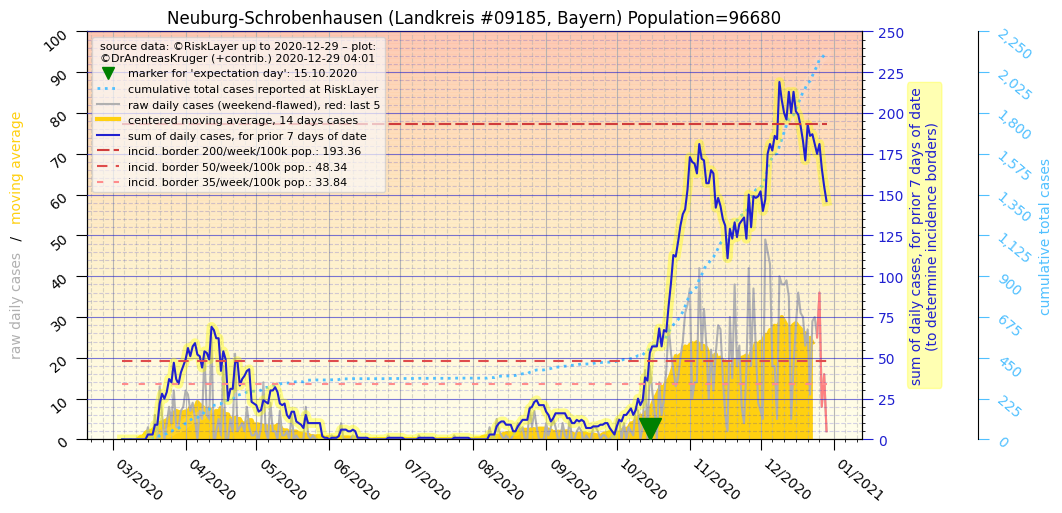 Neuburg-Schrobenhausen (Landkreis #09185, Bayern) Population=96680
source data: ©RiskLayer up to 2020-12-29 – plot:
©DrAndreasKruger (+contrib.) 2020-12-29 04:01
marker for 'expectation day': 15.10.2020
cumulative total cases reported at RiskLayer
raw daily cases (weekend-flawed), red: last 5
centered moving average, 14 days cases
sum of daily cases, for prior 7 days of date
incid. border 200/week/100k pop.: 193.36
incid. border 50/week/100k pop.: 48.34
incid. border 35/week/100k pop.: 33.84
raw daily cases / moving average
100
90
80
70
60
50
40
30
20
10
0
03/2020
04/2020
05/2020
06/2020
07/2020
08/2020
09/2020
10/2020
11/2020
12/2020
01/2021
250
225
200
175
150
125
100
75
50
25
0
sum of daily cases, for prior 7 days of date
(to determine incidence borders)
2,250
2,025
1,800
1,575
1,350
1,125
900
675
450
225
0
cumulative total cases